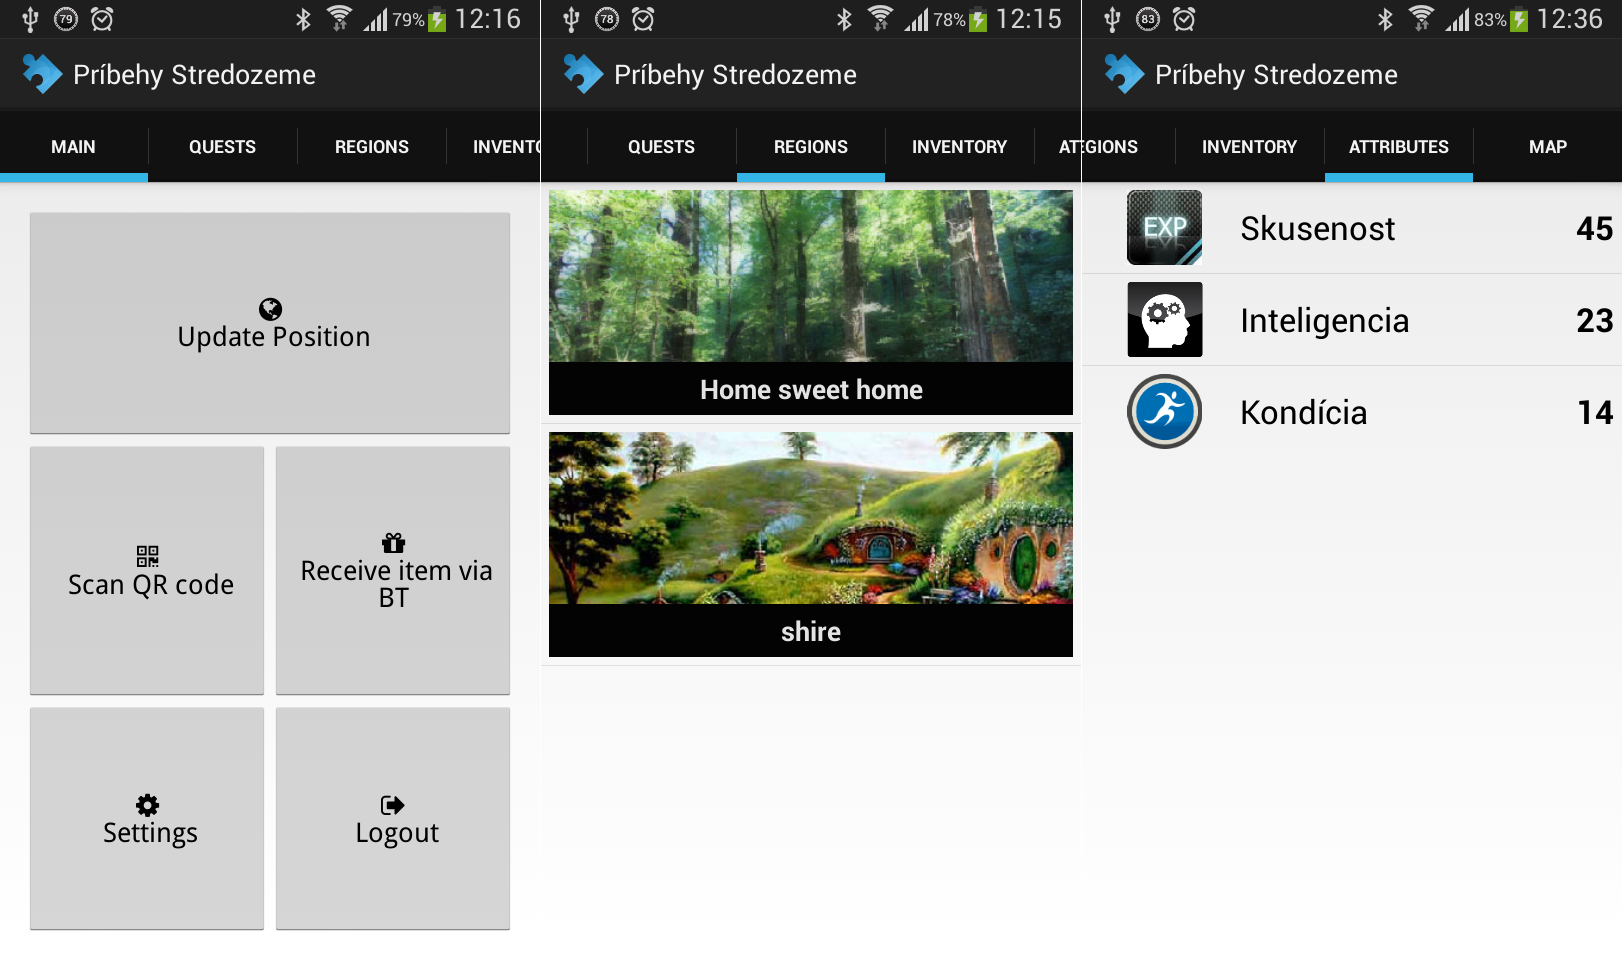 79
79%
12:16
Príbehy Stredozeme
MAIN
QUESTS
REGIONS
INVENTO
Update Position
Scan QR code
Receive item via
BT
Settings
Logout
78
78%
12:15
Príbehy Stredozeme
QUESTS
REGIONS
INVENTORY
AT
Home sweet home
shire
83
83%
12:36
Príbehy Stredozeme
EGIONS
INVENTORY
ATTRIBUTES
MAP
EXP
Skusenost
45
Inteligencia
23
Kondícia
14